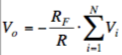 V_o = -\frac{R_F}{R} \cdot \sum_{i=1}^{N} V_i